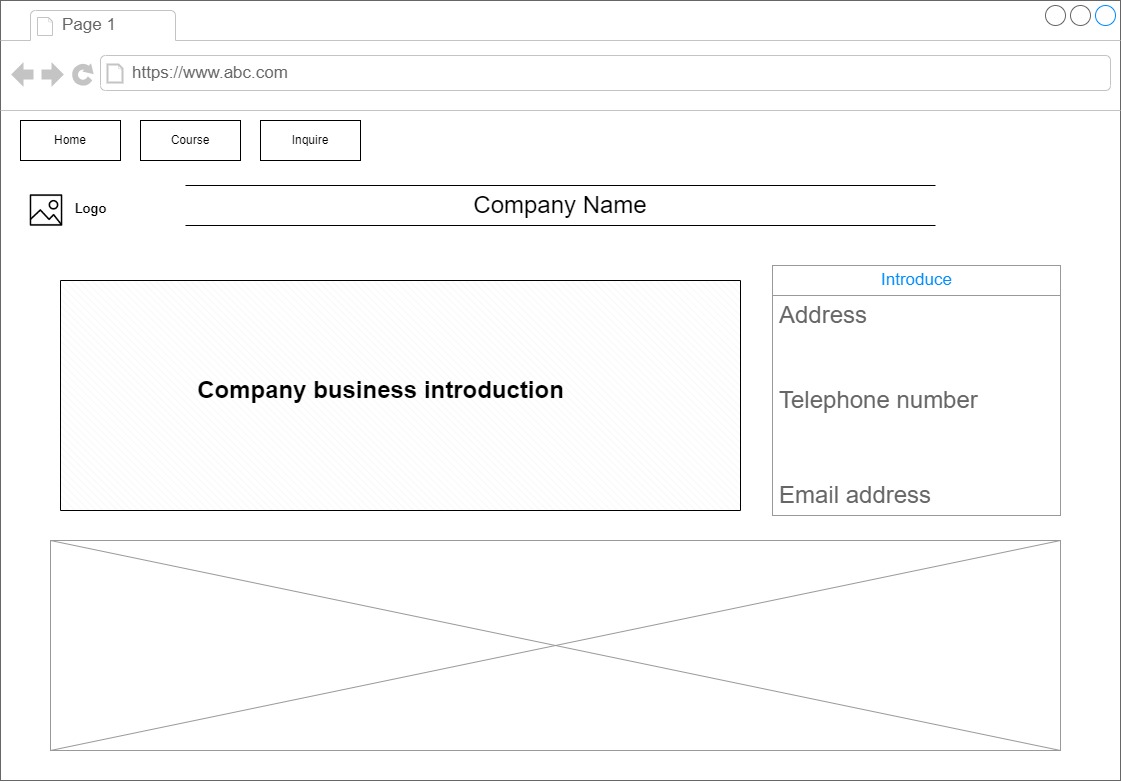 Page 1
https://www.abc.com
Home
Course
Inquire
Logo
Company Name
Introduce
Address
Company business introduction
Telephone number
Email address